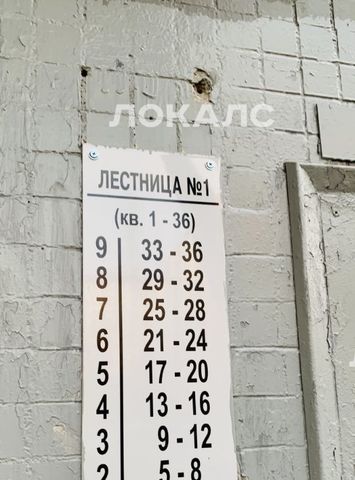 ЛОКАЛС
ЛЕСТНИЦА №1
(кв. 1 - 36)
9 33 - 36
8 29 - 32
7 25 - 28
6 21 - 24
5 17 - 20
4 13 - 16
3 9 - 12
2 5 - 8